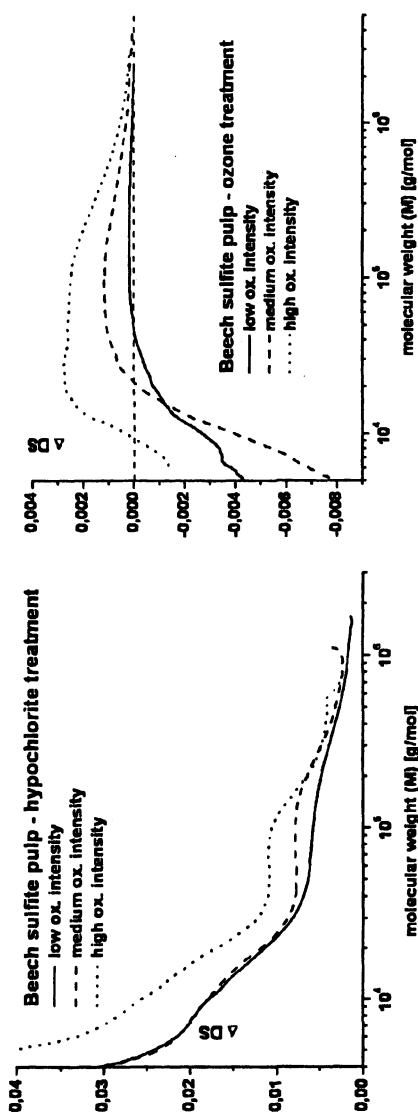 Beech sulfite pulp - hypochlorite treatment
low ox. intensity
medium ox. intensity
high ox. intensity
Δ DS
0,04
0,03
0,02
0,01
0,00
10⁴
10⁵
10⁶
molecular weight (M) [g/mol]
Δ DS
0,004
0,002
0,000
-0,002
-0,004
-0,006
-0,008
Beech sulfite pulp - ozone treatment
low ox. intensity
medium ox. intensity
high ox. intensity
10⁴
10⁵
10⁶
molecular weight (M) [g/mol]